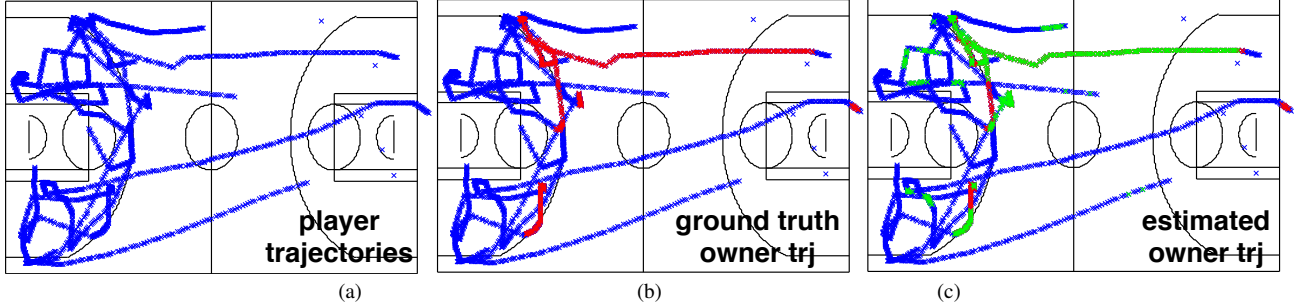 player
trajectories
ground truth
owner trj
estimated
owner trj
(a)
(b)
(c)